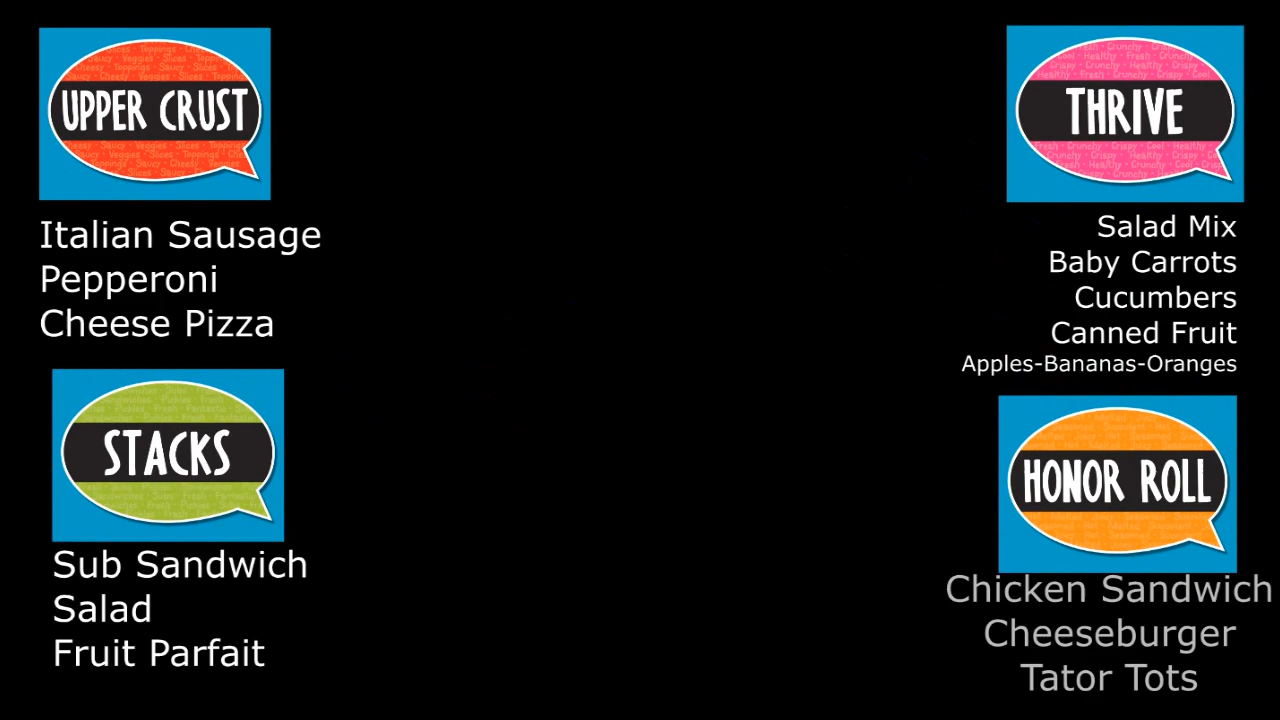 UPPER CRUST
Italian Sausage
Pepperoni
Cheese Pizza
STACKS
Sub Sandwich
Salad
Fruit Parfait
THRIVE
Salad Mix
Baby Carrots
Cucumbers
Canned Fruit
Apples-Bananas-Oranges
HONOR ROLL
Chicken Sandwich
Cheeseburger
Tator Tots